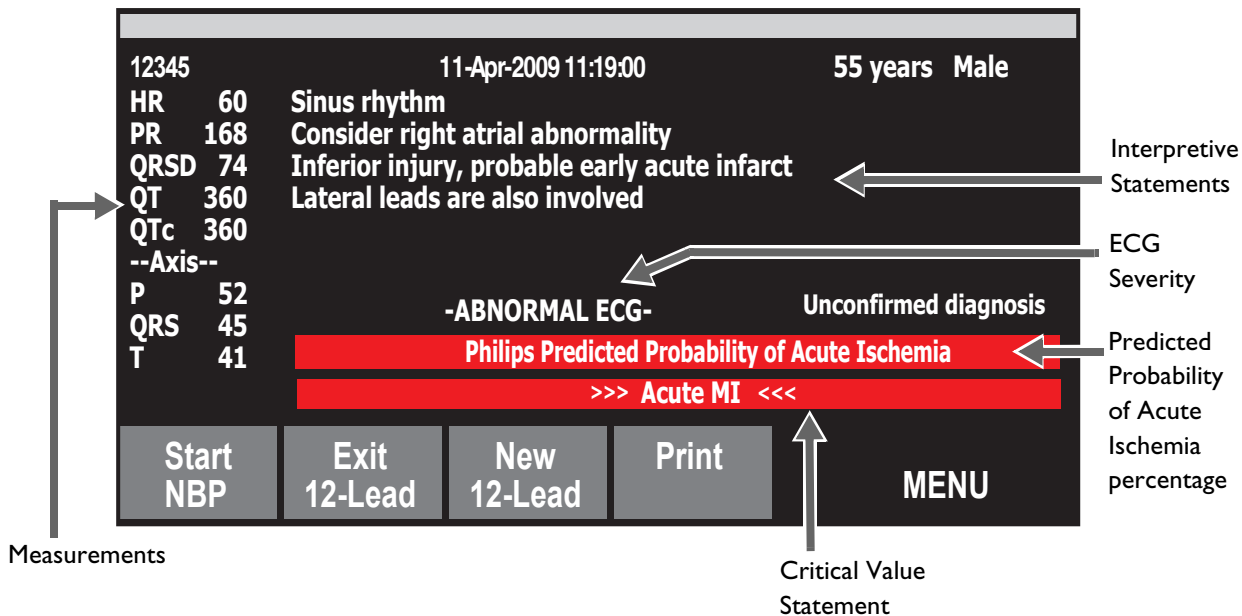 12345 11-Apr-2009 11:19:00 55 years Male
HR 60 Sinus rhythm
PR 168 Consider right atrial abnormality
QRSD 74 Inferior injury, probable early acute infarct
QT 360 Lateral leads are also involved
QTc 360
--Axis--
P 52
QRS 45
T 41
-ABNORMAL ECG- Unconfirmed diagnosis
Philips Predicted Probability of Acute Ischemia
>>> Acute MI <<<
Start
NBP
Exit
12-Lead
New
12-Lead
Print
MENU
Interpretive
Statements
ECG
Severity
Predicted
Probability
of Acute
Ischemia
percentage
Measurements
Critical Value
Statement